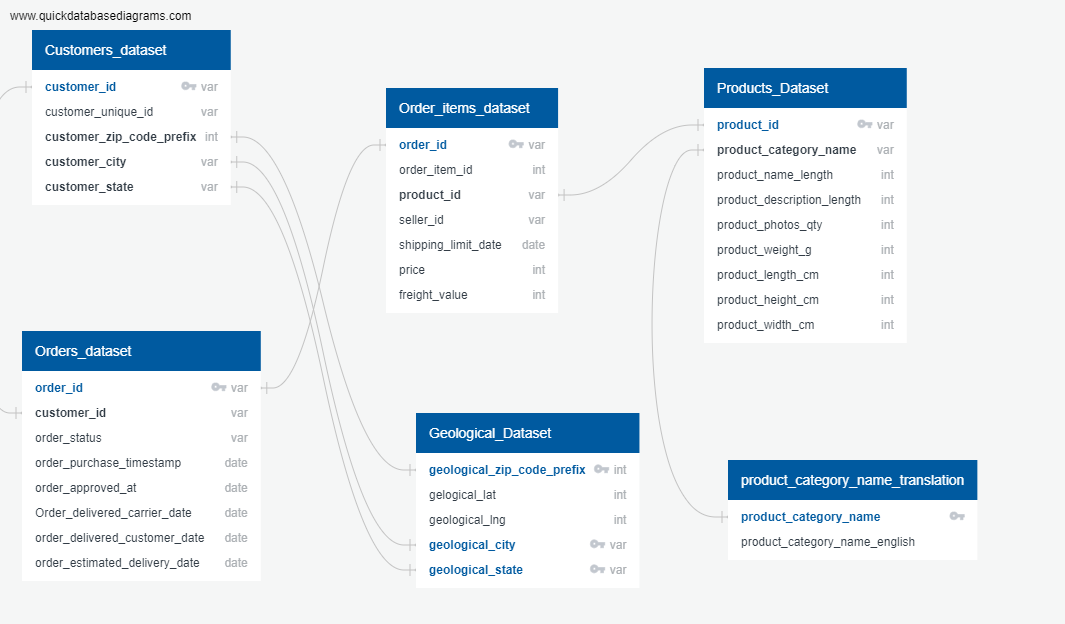 www.quickdatabasediagrams.com
Customers_dataset
customer_id var
customer_unique_id var
customer_zip_code_prefix int
customer_city var
customer_state var
Order_items_dataset
order_id var
order_item_id int
product_id var
seller_id var
shipping_limit_date date
price int
freight_value int
Products_Dataset
product_id var
product_category_name var
product_name_length int
product_description_length int
product_photos_qty int
product_weight_g int
product_length_cm int
product_height_cm int
product_width_cm int
Orders_dataset
order_id var
customer_id var
order_status var
order_purchase_timestamp date
order_approved_at date
Order_delivered_carrier_date date
order_delivered_customer_date date
order_estimated_delivery_date date
Geological_Dataset
geological_zip_code_prefix int
gelogical_lat int
geological_lng int
geological_city var
geological_state var
product_category_name_translation
product_category_name
product_category_name_english